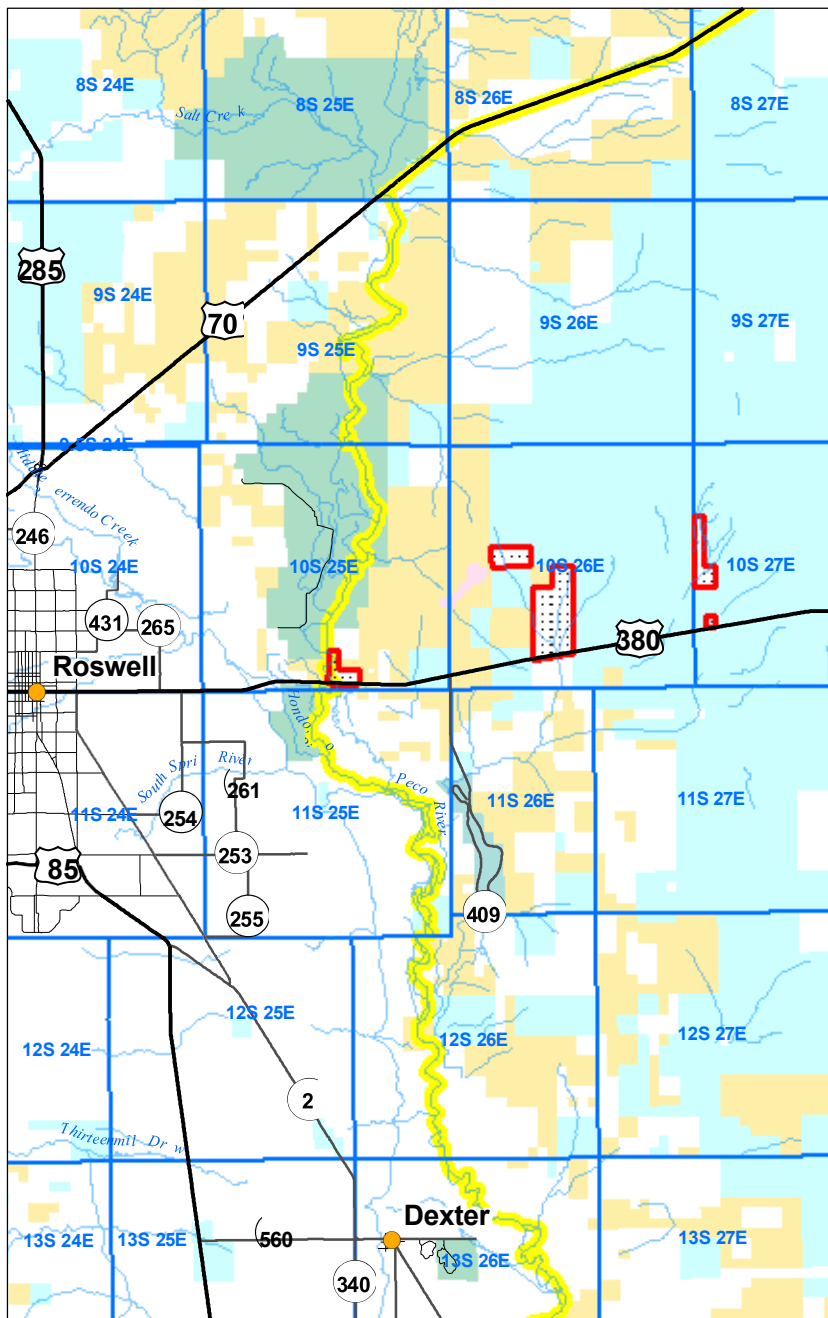 8S 24E
8S 25E
8S 26E
8S 27E
Salt Cre k
285
70
9S 24E
9S 25E
9S 26E
9S 27E
9.5S 24E
Middle errendo Creek
246
10S 24E
10S 25E
10S 26E
10S 27E
431
265
380
Roswell
Hondo
South Spri River
Peco River
261
254
11S 24E
11S 25E
11S 26E
11S 27E
253
85
255
409
12S 24E
12S 25E
12S 26E
12S 27E
2
Thirteenmil Dr w
Dexter
13S 24E
13S 25E
560
13S 26E
13S 27E
340